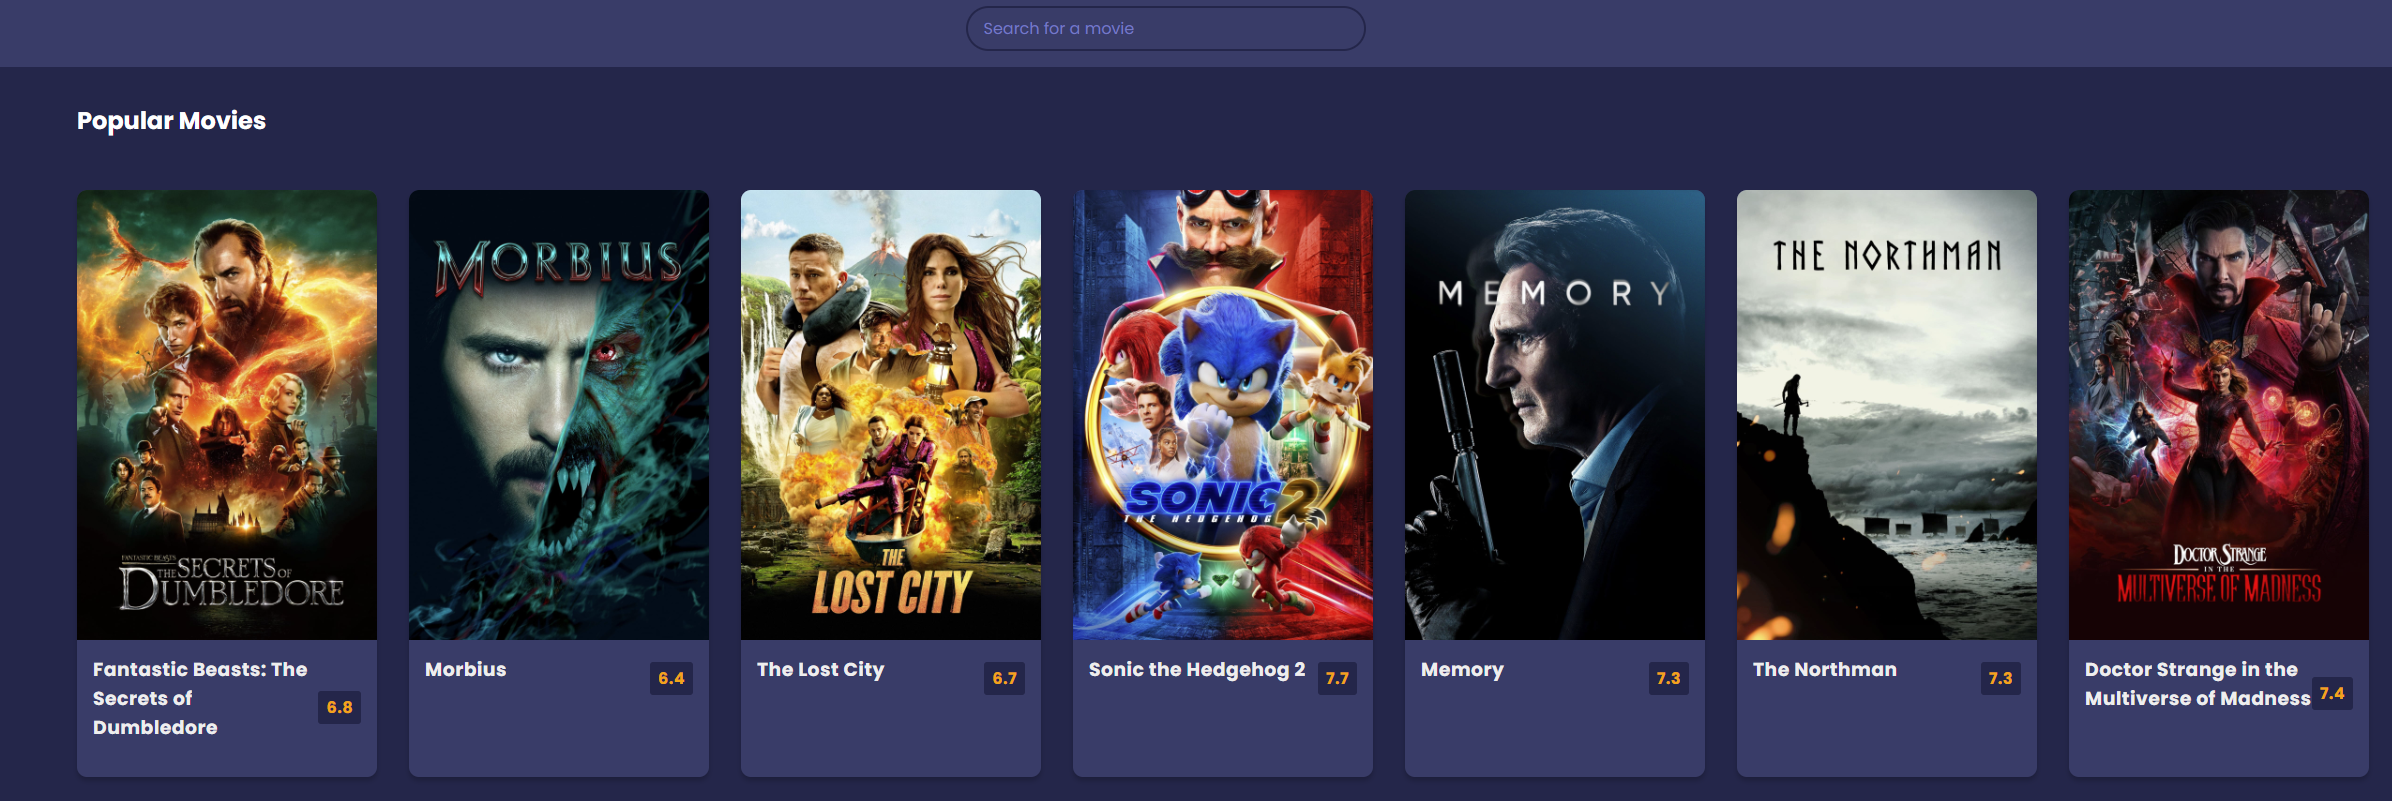 Search for a movie
Popular Movies
FANTASTIC BEASTS
THE SECRETS OF
DUMBLEDORE
Fantastic Beasts: The
Secrets of
Dumbledore
6.8
MORBIUS
Morbius
6.4
THE
LOST CITY
The Lost City
6.7
SONIC 2
THE HEDGEHOG
Sonic the Hedgehog 2
7.7
MEMORY
Memory
7.3
THE NORTHMAN
The Northman
7.3
DOCTOR STRANGE
IN THE
MULTIVERSE OF MADNESS
Doctor Strange in the
Multiverse of Madness
7.4